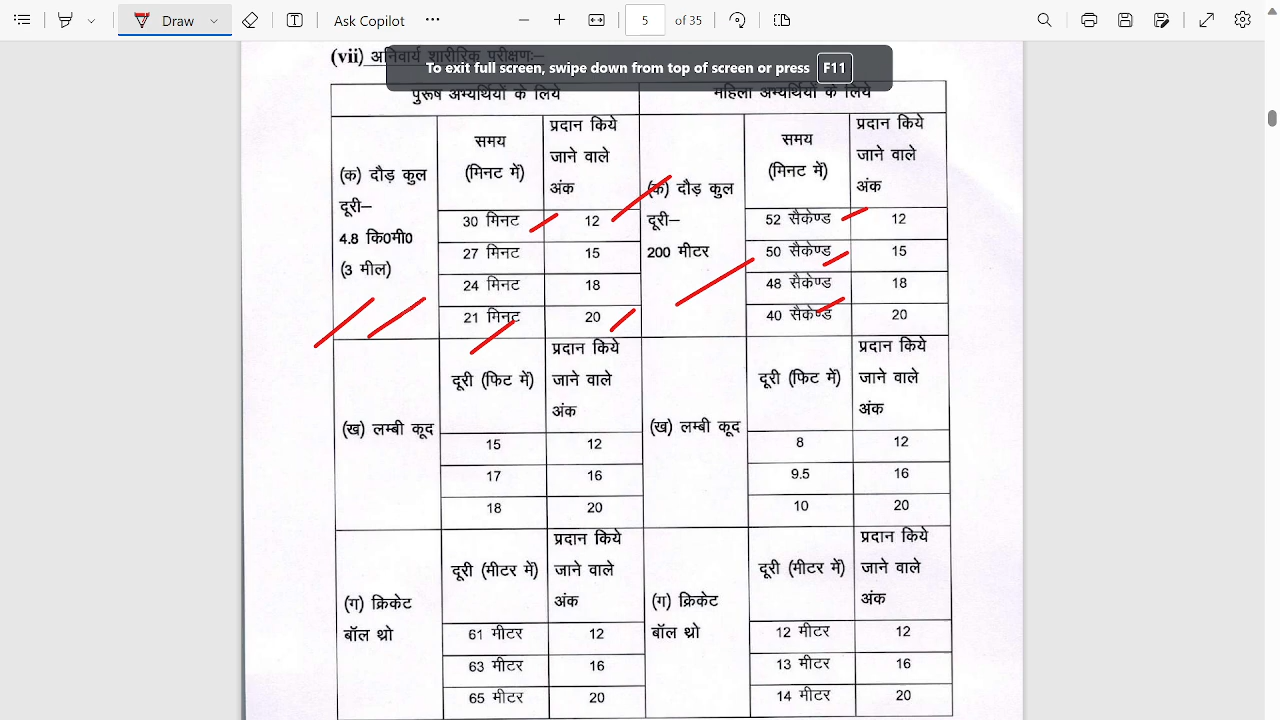 Draw
Ask Copilot
5 of 35
(vii) अनिवार्य शारीरिक परीक्षणः–
To exit full screen, swipe down from top of screen or press F11
पुरूष अभ्यर्थियों के लिये
महिला अभ्यर्थियों के लिये
(क) दौड़ कुल
दूरी–
4.8 कि0मी0
(3 मील)
समय
(मिनट में)
प्रदान किये
जाने वाले
अंक
30 मिनट 12
27 मिनट 15
24 मिनट 18
21 मिनट 20
(क) दौड़ कुल
दूरी-
200 मीटर
समय
(मिनट में)
प्रदान किये
जाने वाले
अंक
52 सैकेण्ड 12
50 सैकेण्ड 15
48 सैकेण्ड 18
40 सैकेण्ड 20
(ख) लम्बी कूद
दूरी (फिट में)
प्रदान किये
जाने वाले
अंक
15 12
17 16
18 20
(ख) लम्बी कूद
दूरी (फिट में)
प्रदान किये
जाने वाले
अंक
8 12
9.5 16
10 20
(ग) क्रिकेट
बॉल थ्रो
दूरी (मीटर में)
प्रदान किये
जाने वाले
अंक
61 मीटर 12
63 मीटर 16
65 मीटर 20
(ग) क्रिकेट
बॉल थ्रो
दूरी (मीटर में)
प्रदान किये
जाने वाले
अंक
12 मीटर 12
13 मीटर 16
14 मीटर 20